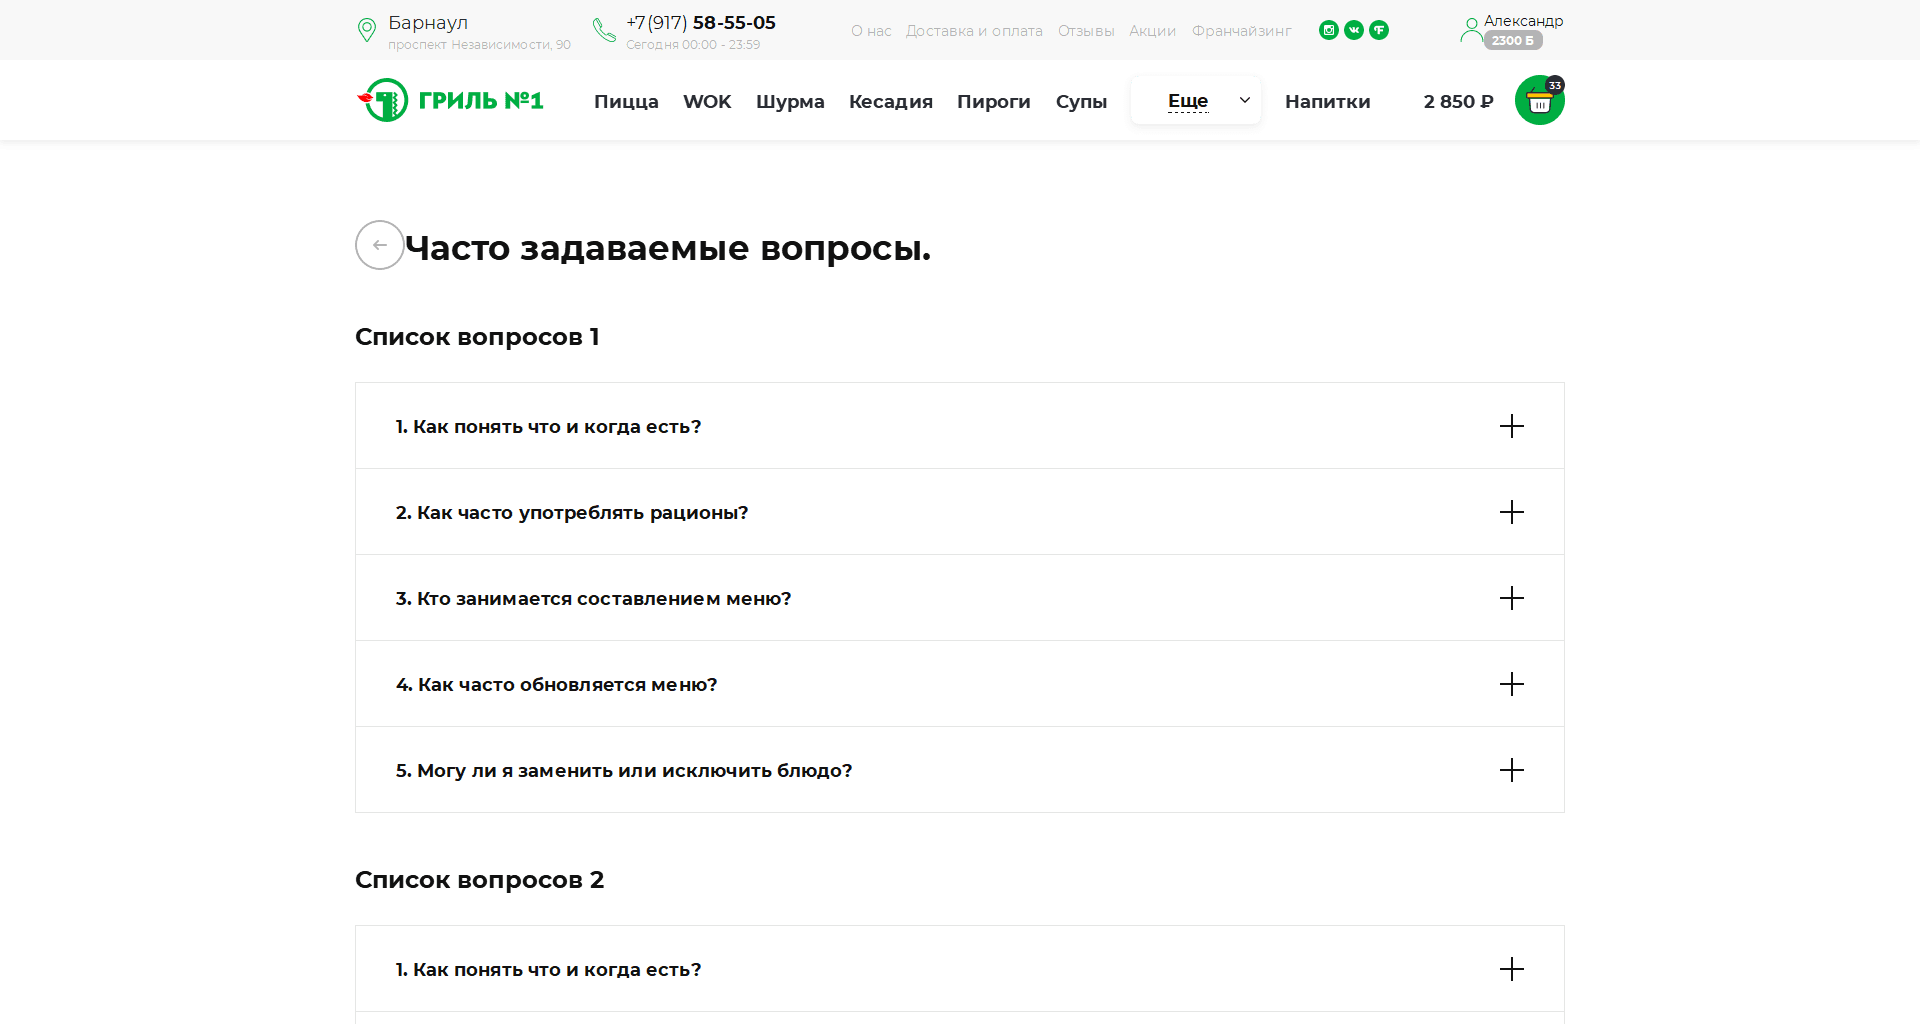 Барнаул
проспект Независимости, 90
+7(917) 58-55-05
Сегодня 00:00 - 23:59
О нас Доставка и оплата Отзывы Акции Франчайзинг
Александр
2300 Б
ГРИЛЬ №1
Пицца WOK Шурма Кесадия Пироги Супы Еще Напитки
2 850 ₽
33
Часто задаваемые вопросы.
Список вопросов 1
1. Как понять что и когда есть?
2. Как часто употреблять рационы?
3. Кто занимается составлением меню?
4. Как часто обновляется меню?
5. Могу ли я заменить или исключить блюдо?
Список вопросов 2
1. Как понять что и когда есть?